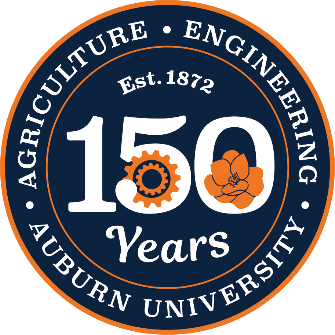 AGRICULTURE • ENGINEERING
Est. 1872
150
Years
• AUBURN UNIVERSITY •